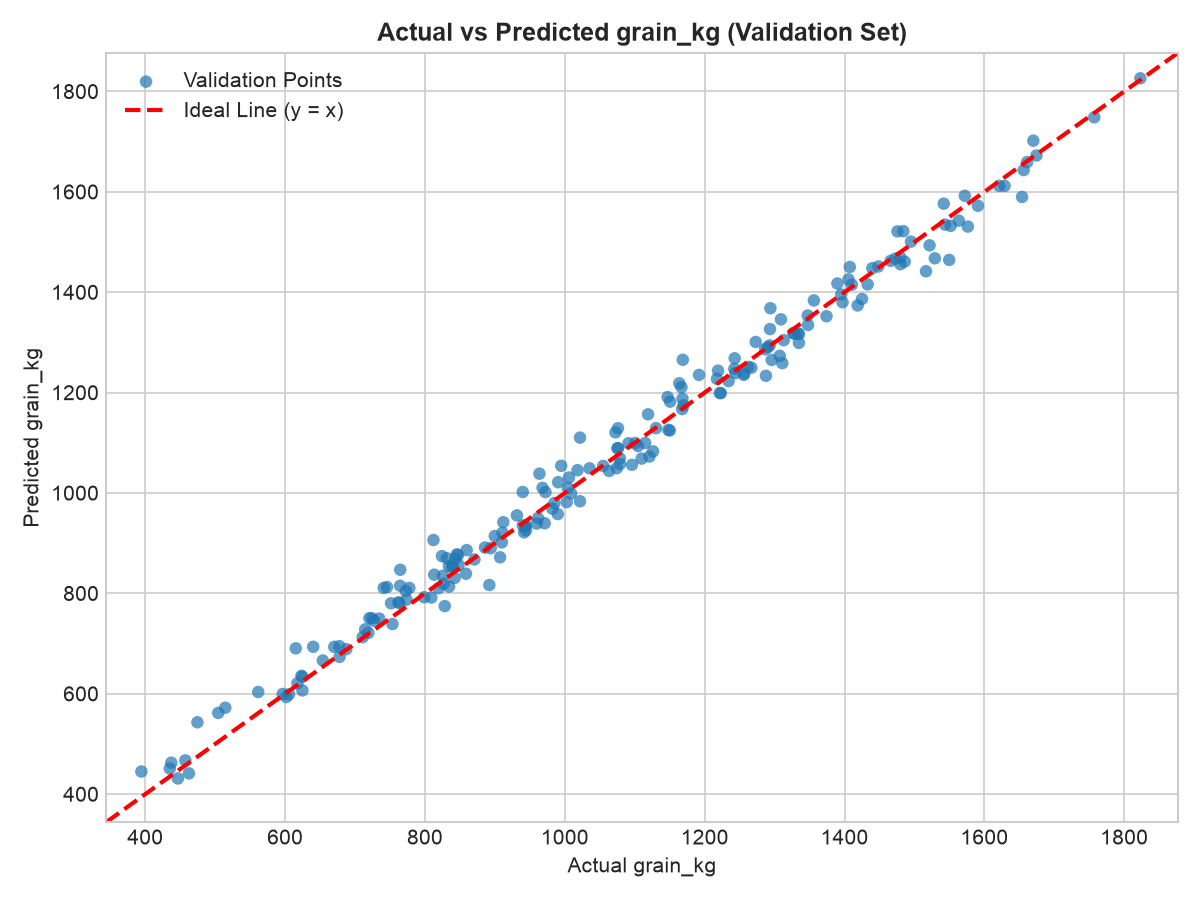 Actual vs Predicted grain_kg (Validation Set)
Validation Points
Ideal Line (y = x)
1800
1600
1400
1200
1000
800
600
400
Predicted grain_kg
400 600 800 1000 1200 1400 1600 1800
Actual grain_kg